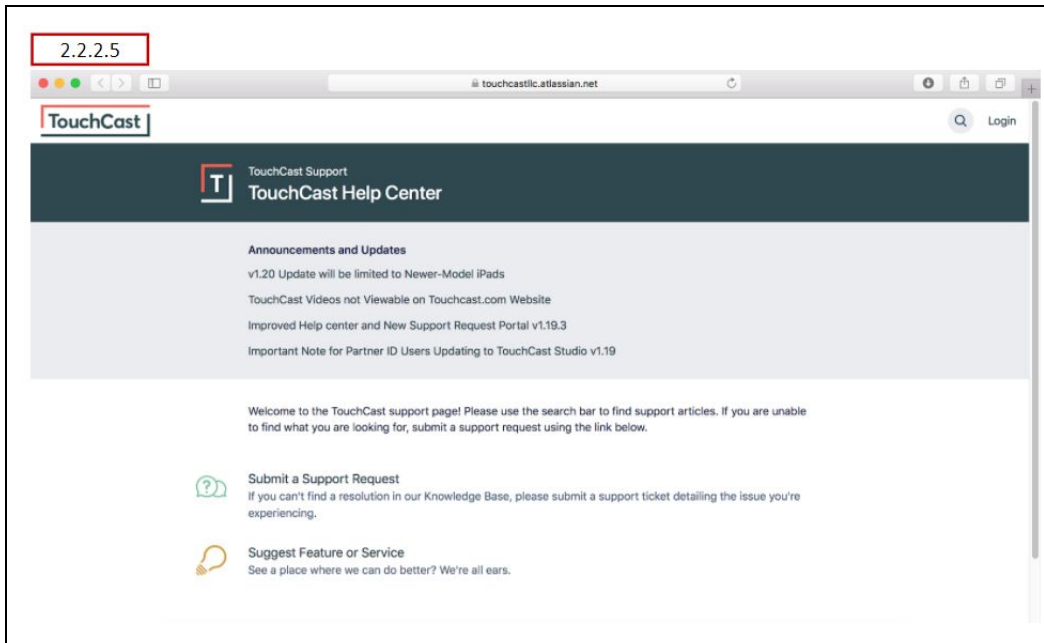 2.2.2.5
touchcastllc.atlassian.net
TouchCast
Login
T
TouchCast Support
TouchCast Help Center
Announcements and Updates
v1.20 Update will be limited to Newer-Model iPads
TouchCast Videos not Viewable on Touchcast.com Website
Improved Help center and New Support Request Portal v1.19.3
Important Note for Partner ID Users Updating to TouchCast Studio v1.19
Welcome to the TouchCast support page! Please use the search bar to find support articles. If you are unable
to find what you are looking for, submit a support request using the link below.
Submit a Support Request
If you can't find a resolution in our Knowledge Base, please submit a support ticket detailing the issue you're
experiencing.
Suggest Feature or Service
See a place where we can do better? We're all ears.